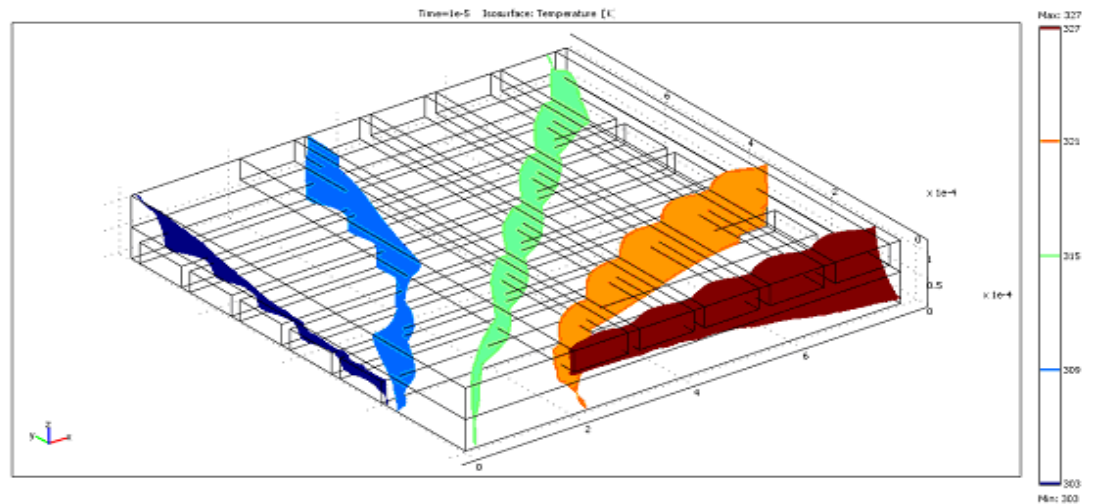 Time=1e-5 Isosurface: Temperature [K]
Max: 327
327
321
315
309
303
Min: 303
6
4
2
0
x 1e-4
1
0.5
0
x 1e-4
6
4
2
0
z
y
x